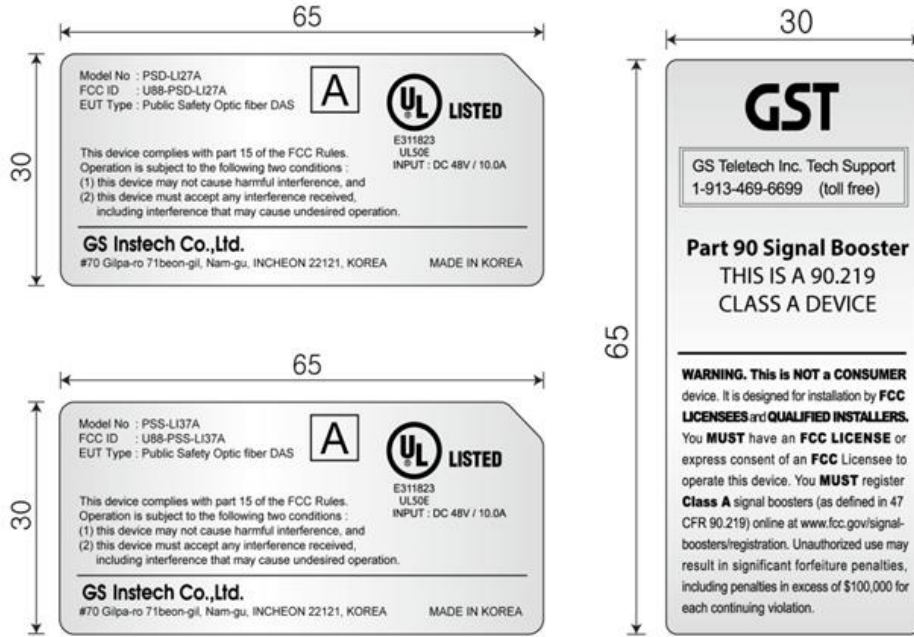 65
30
Model No : PSD-LI27A
FCC ID : U88-PSD-LI27A
EUT Type : Public Safety Optic fiber DAS
A
UL LISTED
E311823
UL50E
INPUT : DC 48V / 10.0A
This device complies with part 15 of the FCC Rules.
Operation is subject to the following two conditions :
(1) this device may not cause harmful interference, and
(2) this device must accept any interference received,
including interference that may cause undesired operation.
GS Instech Co.,Ltd.
#70 Gilpa-ro 71beon-gil, Nam-gu, INCHEON 22121, KOREA MADE IN KOREA
65
30
Model No : PSS-LI37A
FCC ID : U88-PSS-LI37A
EUT Type : Public Safety Optic fiber DAS
A
UL LISTED
E311823
UL50E
INPUT : DC 48V / 10.0A
This device complies with part 15 of the FCC Rules.
Operation is subject to the following two conditions :
(1) this device may not cause harmful interference, and
(2) this device must accept any interference received,
including interference that may cause undesired operation.
GS Instech Co.,Ltd.
#70 Gilpa-ro 71beon-gil, Nam-gu, INCHEON 22121, KOREA MADE IN KOREA
30
65
GST
GS Teletech Inc. Tech Support
1-913-469-6699 (toll free)
Part 90 Signal Booster
THIS IS A 90.219
CLASS A DEVICE
WARNING. This is NOT a CONSUMER
device. It is designed for installation by FCC
LICENSEES and QUALIFIED INSTALLERS.
You MUST have an FCC LICENSE or
express consent of an FCC Licensee to
operate this device. You MUST register
Class A signal boosters (as defined in 47
CFR 90.219) online at www.fcc.gov/signal-
boosters/registration. Unauthorized use may
result in significant forfeiture penalties,
including penalties in excess of $100,000 for
each continuing violation.